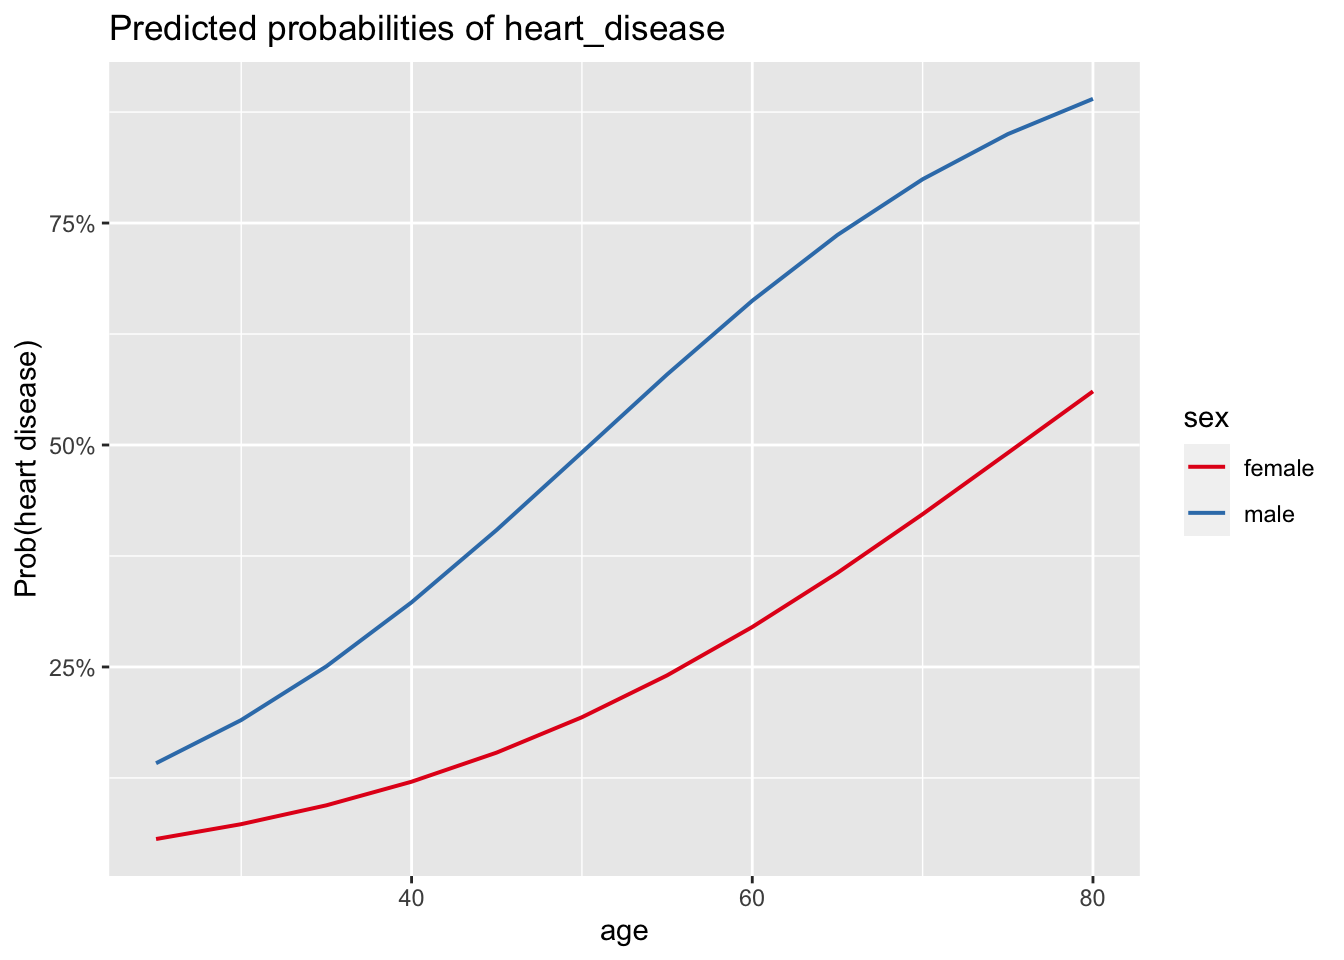 Predicted probabilities of heart_disease
Prob(heart disease)
75%
50%
25%
40
60
80
age
sex
female
male